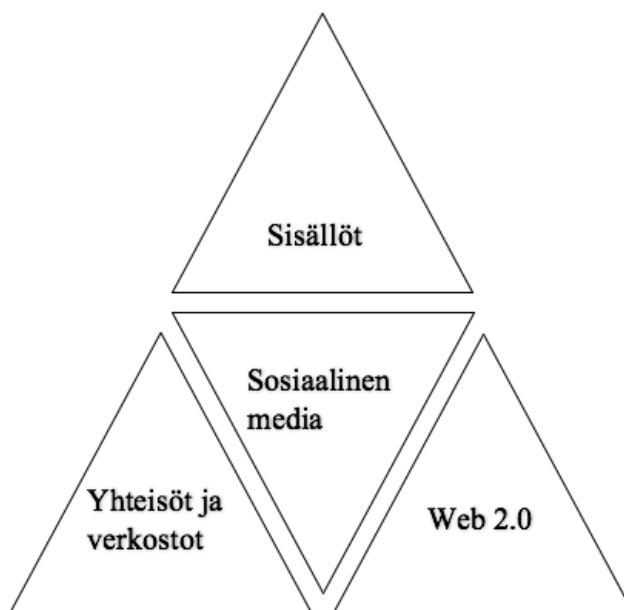 Sisällöt
Sosiaalinen
media
Yhteisöt ja
verkostot
Web 2.0